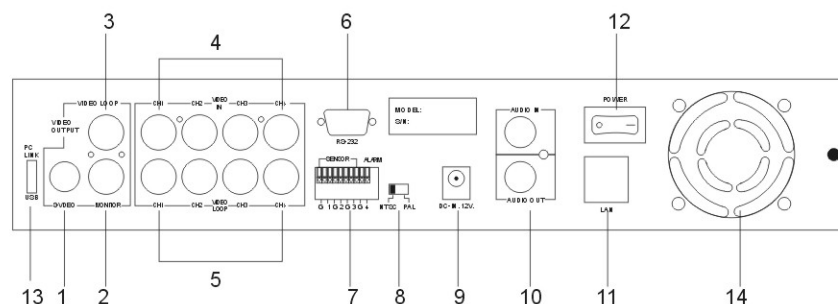 3
4
6
12
VIDEO LOOP
VIDEO OUTPUT
CH1 CH2 VIDEO IN CH3 CH4
MODEL:
S/N:
RS-232
AUDIO IN
POWER
PC LINK
USB
SENSOR ALARM
G 1 G 2 G 3 G 4
S-VIDEO MONITOR
CH1 CH2 VIDEO LOOP CH3 CH4
NTSC PAL
DC-IN, 12V.
AUDIO OUT
LAN
13 1 2
5
7 8 9 10 11 14